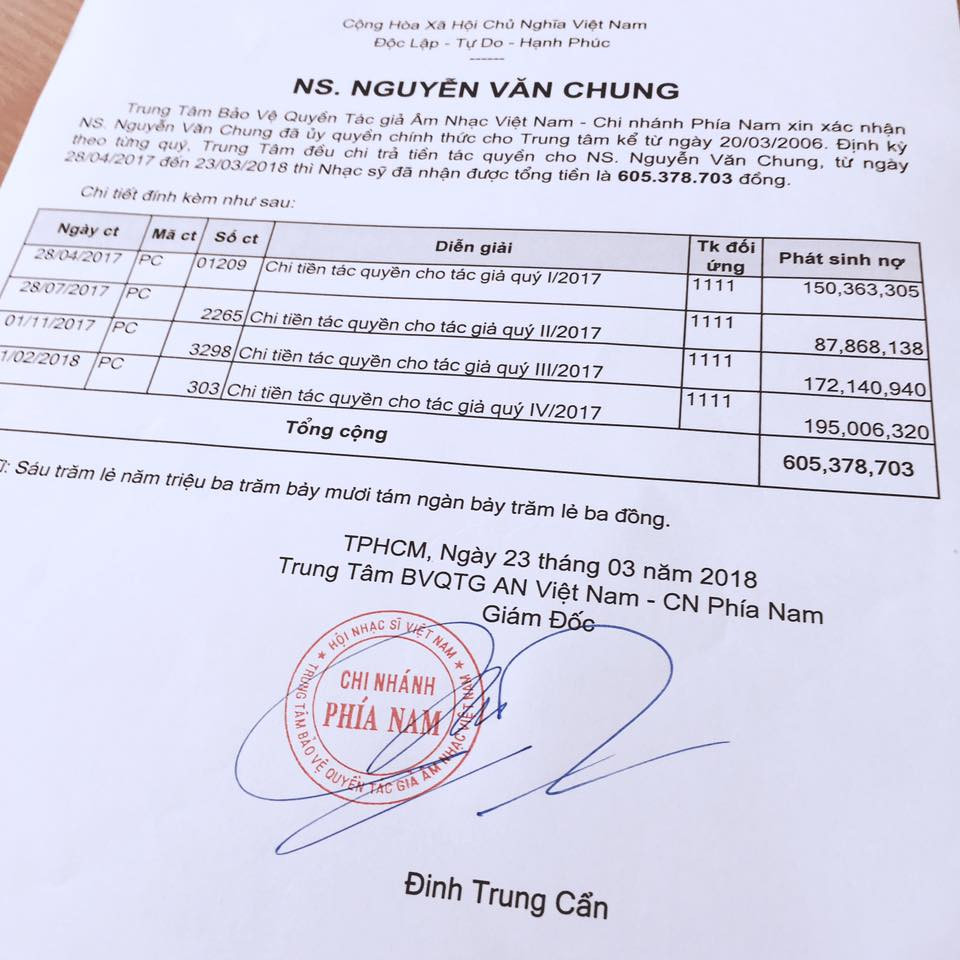 Cộng Hòa Xã Hội Chủ Nghĩa Việt Nam
Độc Lập - Tự Do - Hạnh Phúc
------
NS. NGUYỄN VĂN CHUNG
Trung Tâm Bảo Vệ Quyền Tác giả Âm Nhạc Việt Nam - Chi nhánh Phía Nam xin xác nhận
NS. Nguyễn Văn Chung đã ủy quyền chính thức cho Trung tâm kể từ ngày 20/03/2006. Định kỳ
theo từng quý, Trung Tâm đều chi trả tiền tác quyền cho NS. Nguyễn Văn Chung, từ ngày
28/04/2017 đến 23/03/2018 thì Nhạc sỹ đã nhận được tổng tiền là 605.378.703 đồng.
Chi tiết đính kèm như sau:
Ngày ct Mã ct Số ct Diễn giải Tk đối ứng Phát sinh nợ
28/04/2017 PC 01209 Chi tiền tác quyền cho tác giả quý I/2017 1111 150,363,305
28/07/2017 PC 2265 Chi tiền tác quyền cho tác giả quý II/2017 1111 87,868,138
01/11/2017 PC 3298 Chi tiền tác quyền cho tác giả quý III/2017 1111 172,140,940
1/02/2018 PC 303 Chi tiền tác quyền cho tác giả quý IV/2017 1111 195,006,320
Tổng cộng 605,378,703
: Sáu trăm lẻ năm triệu ba trăm bảy mươi tám ngàn bảy trăm lẻ ba đồng.
TPHCM, Ngày 23 tháng 03 năm 2018
Trung Tâm BVQTG AN Việt Nam - CN Phía Nam
Giám Đốc
★ HỘI NHẠC SĨ VIỆT NAM ★
CHI NHÁNH
PHÍA NAM
TRUNG TÂM BẢO VỆ QUYỀN TÁC GIẢ ÂM NHẠC VIỆT NAM
Đinh Trung Cẩn